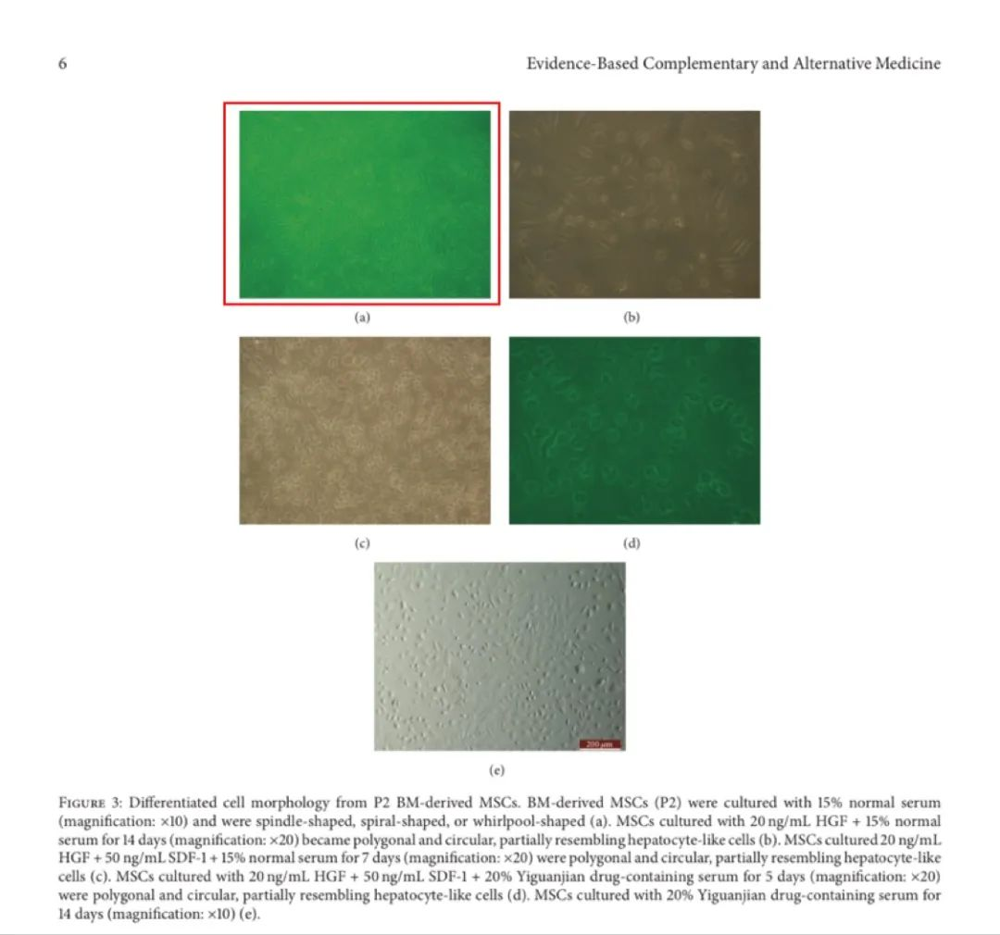 6
Evidence-Based Complementary and Alternative Medicine
(a)
(b)
(c)
(d)
200 μm
(e)
FIGURE 3: Differentiated cell morphology from P2 BM-derived MSCs. BM-derived MSCs (P2) were cultured with 15% normal serum
(magnification: ×10) and were spindle-shaped, spiral-shaped, or whirlpool-shaped (a). MSCs cultured with 20 ng/mL HGF + 15% normal
serum for 14 days (magnification: ×20) became polygonal and circular, partially resembling hepatocyte-like cells (b). MSCs cultured 20 ng/mL
HGF + 50 ng/mL SDF-1 + 15% normal serum for 7 days (magnification: ×20) were polygonal and circular, partially resembling hepatocyte-like
cells (c). MSCs cultured with 20 ng/mL HGF + 50 ng/mL SDF-1 + 20% Yiguanjian drug-containing serum for 5 days (magnification: ×20)
were polygonal and circular, partially resembling hepatocyte-like cells (d). MSCs cultured with 20% Yiguanjian drug-containing serum for
14 days (magnification: ×10) (e).